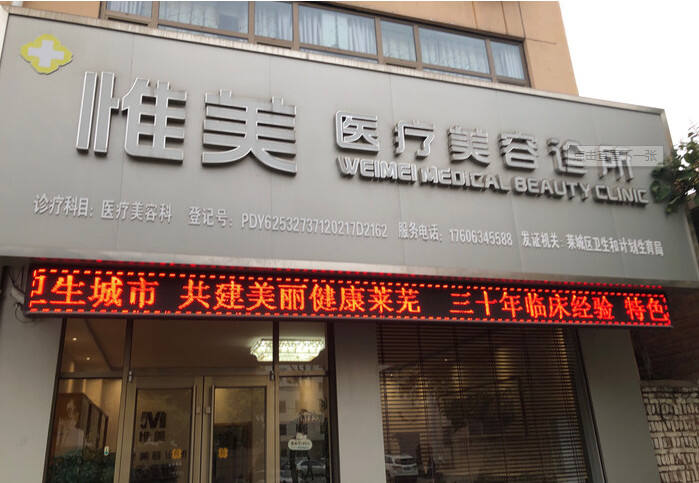 惟美 医疗美容诊所
WEIMEI MEDICAL BEAUTY CLINIC
诊疗科目: 医疗美容科 登记号: PDY62532737120217D2162 服务电话: 17606345588 发证机关: 莱城区卫生和计划生育局
卫生城市 共建美丽健康莱芜 三十年临床经验 特色